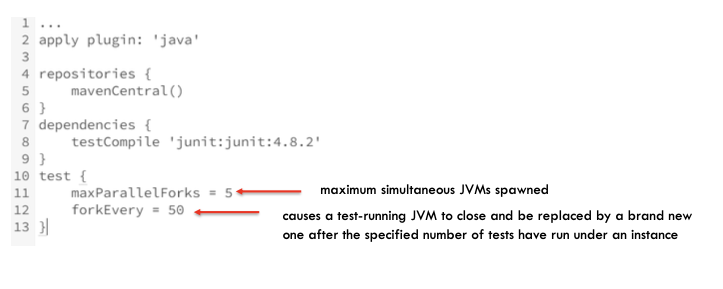 1 ...
2 apply plugin: 'java'
3
4 repositories {
5     mavenCentral()
6 }
7 dependencies {
8     testCompile 'junit:junit:4.8.2'
9 }
10 test {
11     maxParallelForks = 5 maximum simultaneous JVMs spawned
12     forkEvery = 50 causes a test-running JVM to close and be replaced by a brand new
13 } one after the specified number of tests have run under an instance